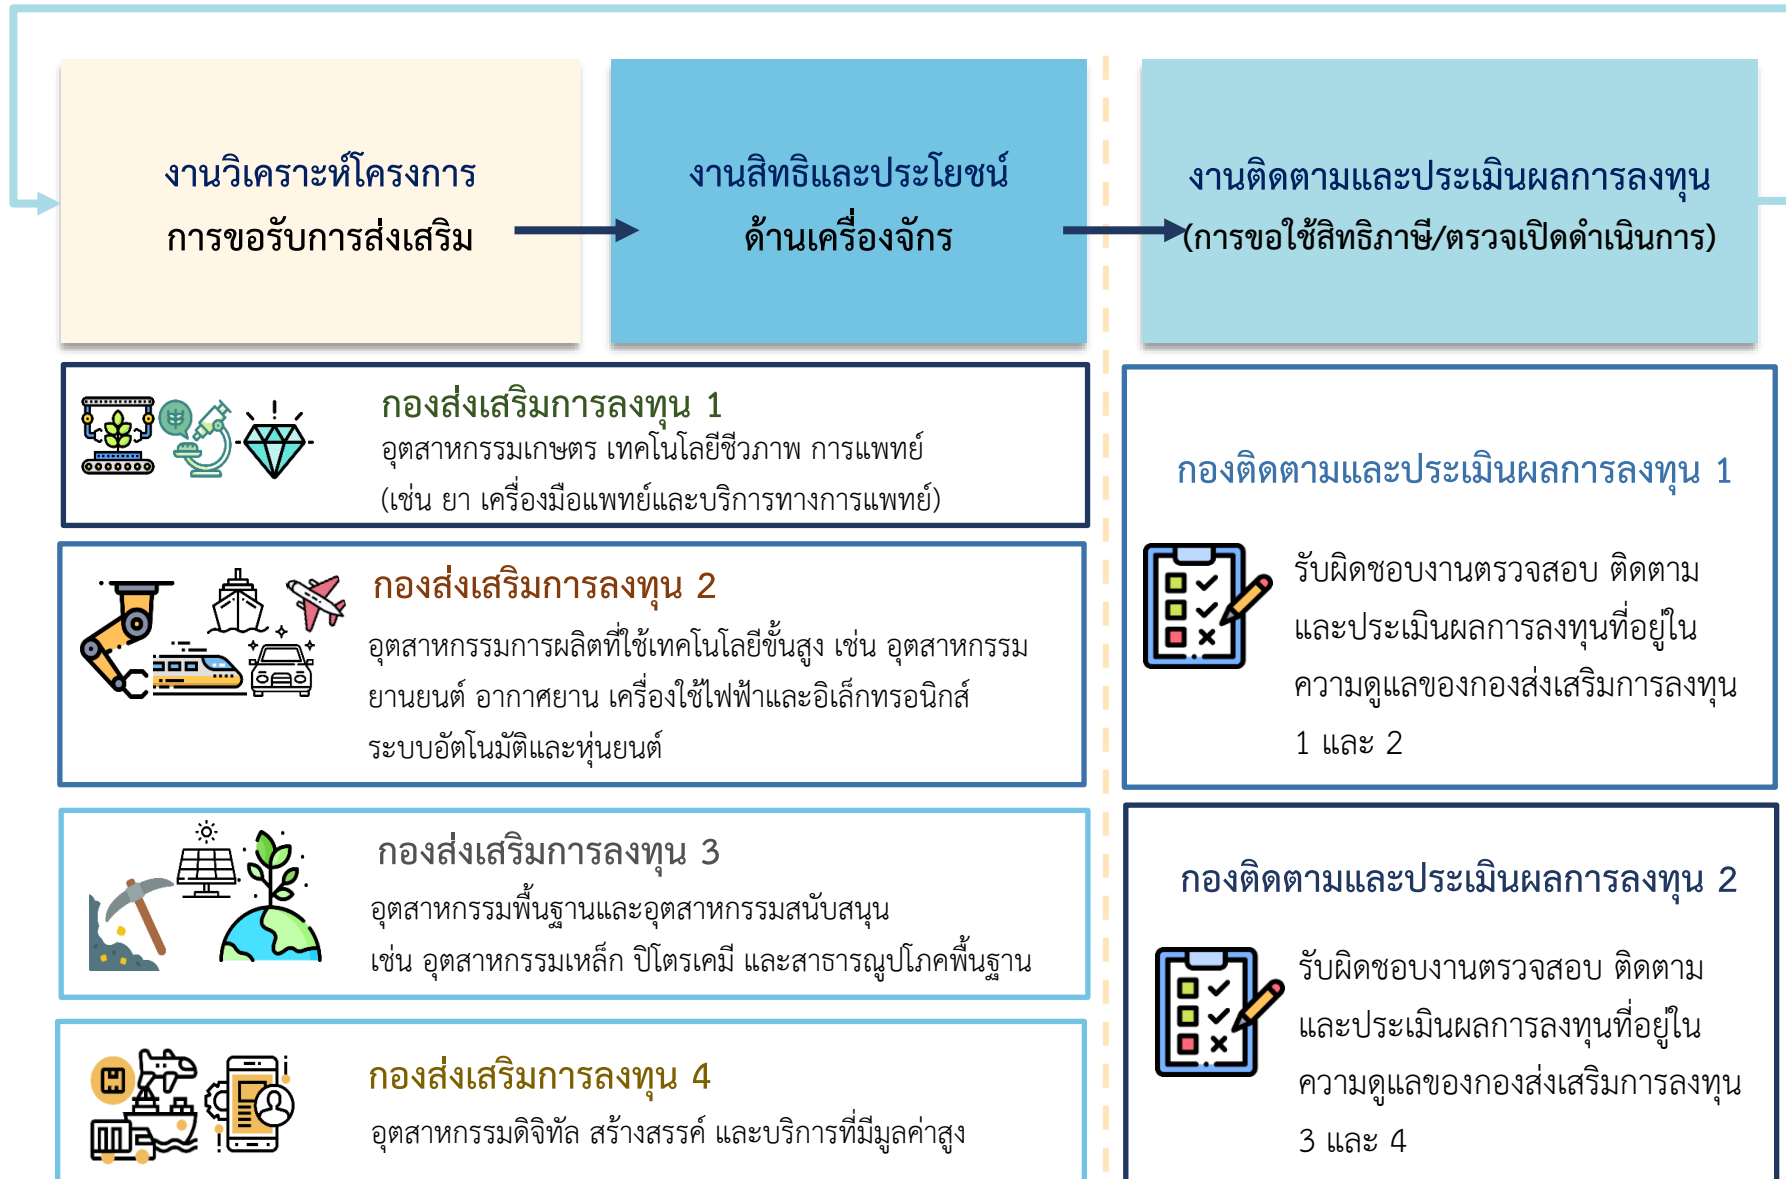 งานวิเคราะห์โครงการ
การขอรับการส่งเสริม
งานสิทธิและประโยชน์
ด้านเครื่องจักร
งานติดตามและประเมินผลการลงทุน
(การขอใช้สิทธิภาษี/ตรวจเปิดดำเนินการ)
กองส่งเสริมการลงทุน 1
อุตสาหกรรมเกษตร เทคโนโลยีชีวภาพ การแพทย์
(เช่น ยา เครื่องมือแพทย์และบริการทางการแพทย์)
กองส่งเสริมการลงทุน 2
อุตสาหกรรมการผลิตที่ใช้เทคโนโลยีขั้นสูง เช่น อุตสาหกรรม
ยานยนต์ อากาศยาน เครื่องใช้ไฟฟ้าและอิเล็กทรอนิกส์
ระบบอัตโนมัติและหุ่นยนต์
กองส่งเสริมการลงทุน 3
อุตสาหกรรมพื้นฐานและอุตสาหกรรมสนับสนุน
เช่น อุตสาหกรรมเหล็ก ปิโตรเคมี และสาธารณูปโภคพื้นฐาน
กองส่งเสริมการลงทุน 4
อุตสาหกรรมดิจิทัล สร้างสรรค์ และบริการที่มีมูลค่าสูง
กองติดตามและประเมินผลการลงทุน 1
รับผิดชอบงานตรวจสอบ ติดตาม
และประเมินผลการลงทุนที่อยู่ใน
ความดูแลของกองส่งเสริมการลงทุน
1 และ 2
กองติดตามและประเมินผลการลงทุน 2
รับผิดชอบงานตรวจสอบ ติดตาม
และประเมินผลการลงทุนที่อยู่ใน
ความดูแลของกองส่งเสริมการลงทุน
3 และ 4